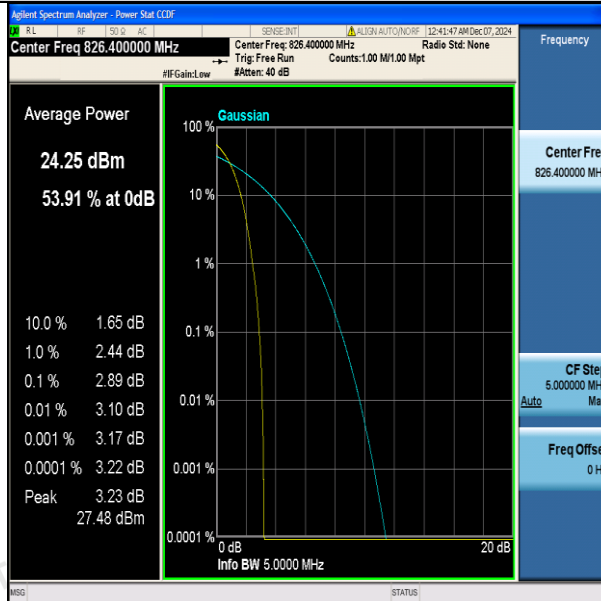 Agilent Spectrum Analyzer - Power Stat CCDF
RL RF 50 Ω AC SENSE:INT ALIGN AUTO/NORF 12:41:47 AM Dec 07, 2024
Center Freq 826.400000 MHz
Center Freq: 826.400000 MHz Radio Std: None
Trig: Free Run Counts:1.00 M/1.00 Mpt
#IFGain:Low #Atten: 40 dB
Average Power
24.25 dBm
53.91 % at 0dB
10.0 % 1.65 dB
1.0 % 2.44 dB
0.1 % 2.89 dB
0.01 % 3.10 dB
0.001 % 3.17 dB
0.0001 % 3.22 dB
Peak 3.23 dB
27.48 dBm
Gaussian
100 %
10 %
1 %
0.1 %
0.01 %
0.001 %
0.0001 %
0 dB 20 dB
Info BW 5.0000 MHz
Frequency
Center Fre
826.400000 MH
CF Ste
5.000000 MH
Auto Ma
Freq Offse
0 H
MSG STATUS